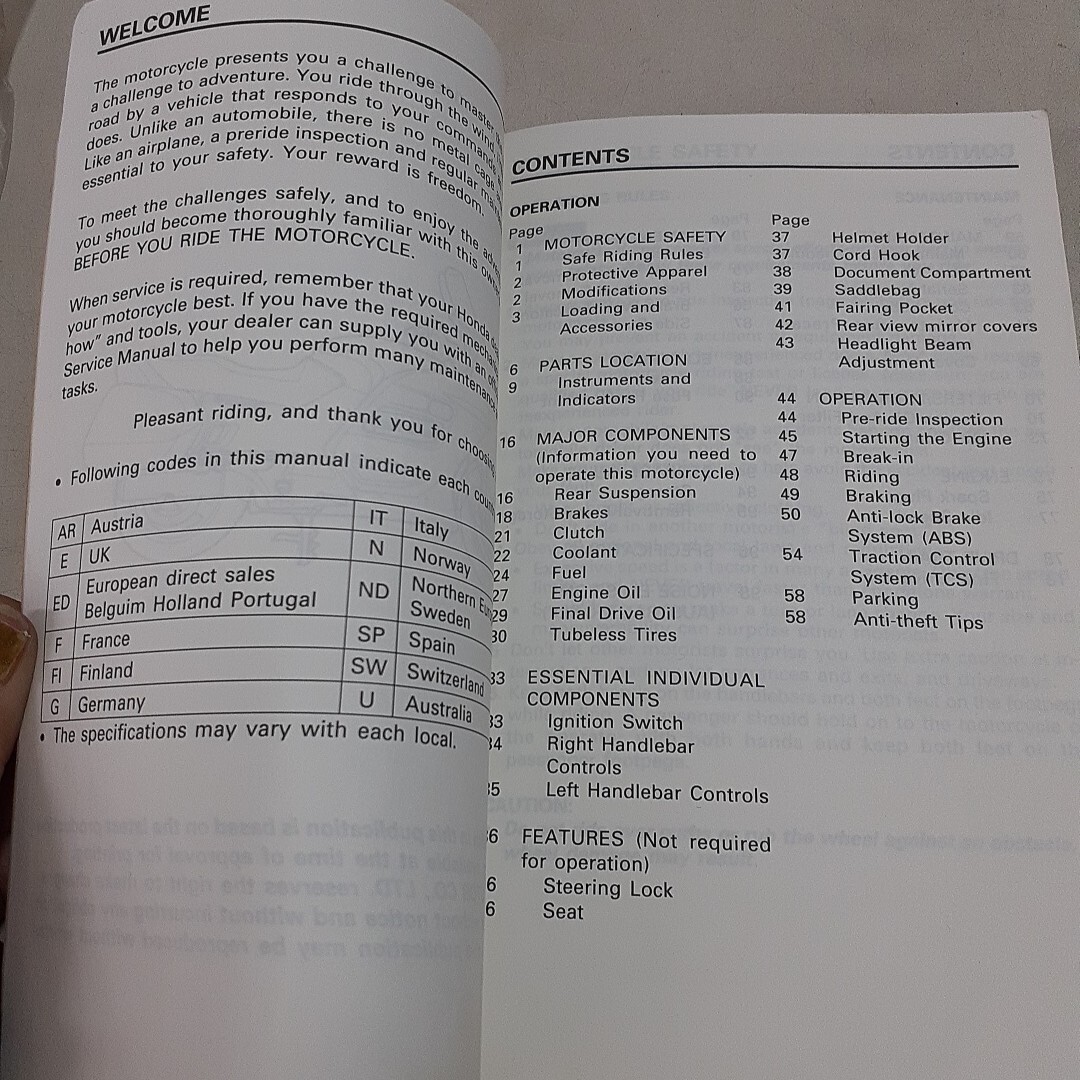 WELCOME
The motorcycle presents you a challenge to master
a challenge to adventure. You ride through the wind
road by a vehicle that responds to your commands
does. Unlike an automobile, there is no metal cage
Like an airplane, a preride inspection and regular
essential to your safety. Your reward is freedom.
To meet the challenges safely, and to enjoy the
you should become thoroughly familiar with this
BEFORE YOU RIDE THE MOTORCYCLE.
When service is required, remember that your Honda
your motorcycle best. If you have the required
how" and tools, your dealer can supply you with an
Service Manual to help you perform many maintenance
tasks.
Pleasant riding, and thank you for
• Following codes in this manual indicate each
AR Austria IT Italy
E UK N Norway
ED European direct sales
Belguim Holland Portugal ND Northern
Sweden
F France SP Spain
FI Finland SW Switzerland
G Germany U Australia
• The specifications may vary with each local.
CONTENTS
OPERATION
Page
1 MOTORCYCLE SAFETY
1 Safe Riding Rules
2 Protective Apparel
2 Modifications
3 Loading and
Accessories
6 PARTS LOCATION
9 Instruments and
Indicators
16 MAJOR COMPONENTS
(Information you need to
operate this motorcycle)
16 Rear Suspension
18 Brakes
21 Clutch
22 Coolant
24 Fuel
27 Engine Oil
29 Final Drive Oil
30 Tubeless Tires
33 ESSENTIAL INDIVIDUAL
COMPONENTS
33 Ignition Switch
34 Right Handlebar
Controls
35 Left Handlebar Controls
6 FEATURES (Not required
for operation)
6 Steering Lock
6 Seat
Page
37 Helmet Holder
37 Cord Hook
38 Document Compartment
39 Saddlebag
41 Fairing Pocket
42 Rear view mirror covers
43 Headlight Beam
Adjustment
44 OPERATION
44 Pre-ride Inspection
45 Starting the Engine
47 Break-in
48 Riding
49 Braking
50 Anti-lock Brake
System (ABS)
54 Traction Control
System (TCS)
58 Parking
58 Anti-theft Tips